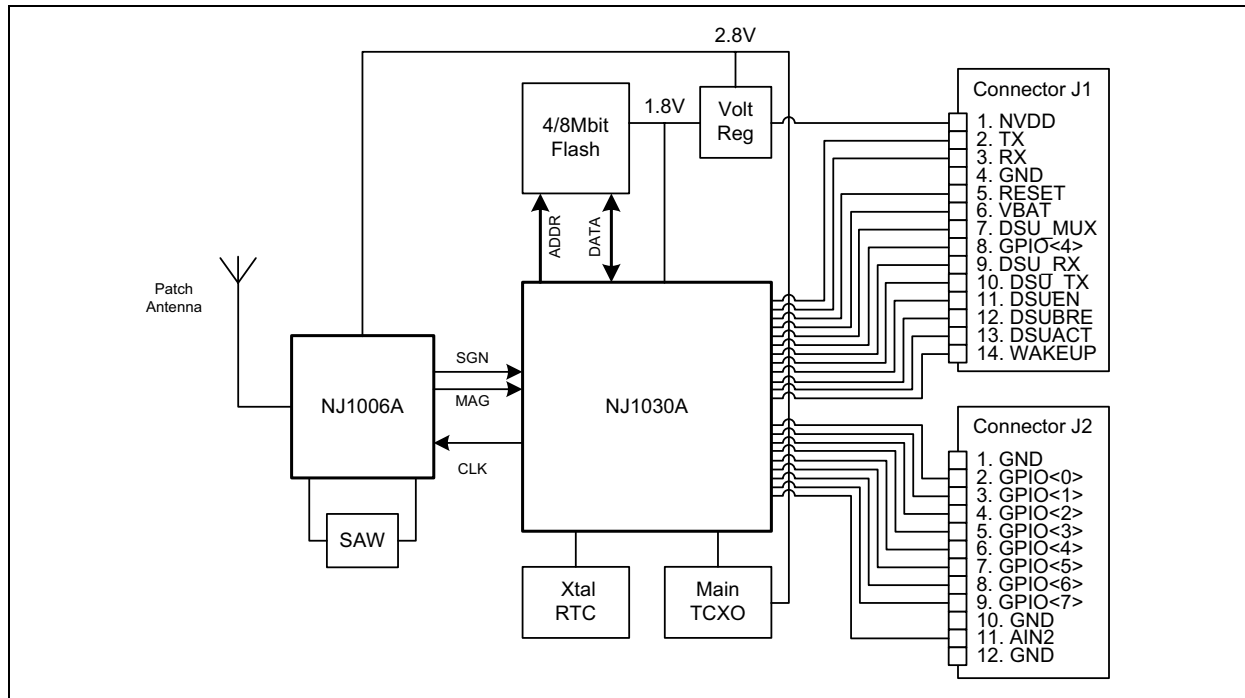 2.8V
1.8V
4/8Mbit
Flash
Volt
Reg
ADDR
DATA
Patch
Antenna
NJ1006A
SGN
MAG
CLK
SAW
NJ1030A
Xtal
RTC
Main
TCXO
Connector J1
1. NVDD
2. TX
3. RX
4. GND
5. RESET
6. VBAT
7. DSU_MUX
8. GPIO<4>
9. DSU_RX
10. DSU_TX
11. DSUEN
12. DSUBRE
13. DSUACT
14. WAKEUP
Connector J2
1. GND
2. GPIO<0>
3. GPIO<1>
4. GPIO<2>
5. GPIO<3>
6. GPIO<4>
7. GPIO<5>
8. GPIO<6>
9. GPIO<7>
10. GND
11. AIN2
12. GND